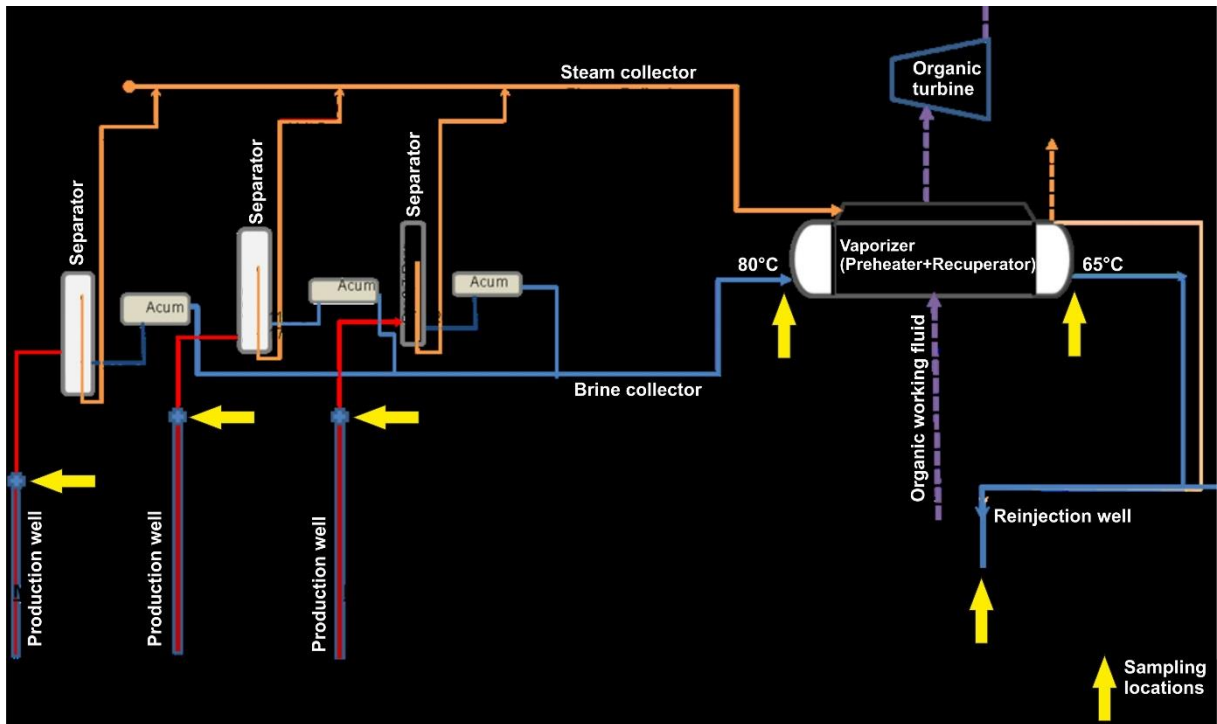 Steam collector
Organic
turbine
Separator
Separator
Separator
Acum
Acum
Acum
80°C
Vaporizer
(Preheater+Recuperator)
65°C
Brine collector
Organic working fluid
Production well
Production well
Production well
Reinjection well
Sampling
locations